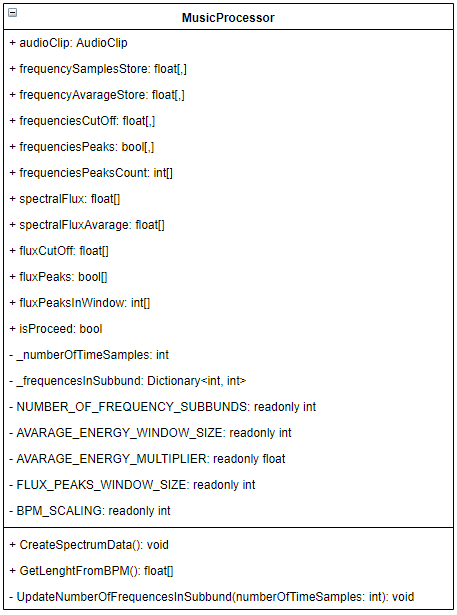 MusicProcessor
+ audioClip: AudioClip
+ frequencySamplesStore: float[,]
+ frequencyAvarageStore: float[,]
+ frequenciesCutOff: float[,]
+ frequenciesPeaks: bool[,]
+ frequenciesPeaksCount: int[]
+ spectralFlux: float[]
+ spectralFluxAvarage: float[]
+ fluxCutOff: float[]
+ fluxPeaks: bool[]
+ fluxPeaksInWindow: int[]
+ isProceed: bool
- _numberOfTimeSamples: int
- _frequencesInSubbund: Dictionary<int, int>
- NUMBER_OF_FREQUENCY_SUBBUNDS: readonly int
- AVARAGE_ENERGY_WINDOW_SIZE: readonly int
- AVARAGE_ENERGY_MULTIPLIER: readonly float
- FLUX_PEAKS_WINDOW_SIZE: readonly int
- BPM_SCALING: readonly int
+ CreateSpectrumData(): void
+ GetLenghtFromBPM(): float[]
- UpdateNumberOfFrequencesInSubbund(numberOfTimeSamples: int): void